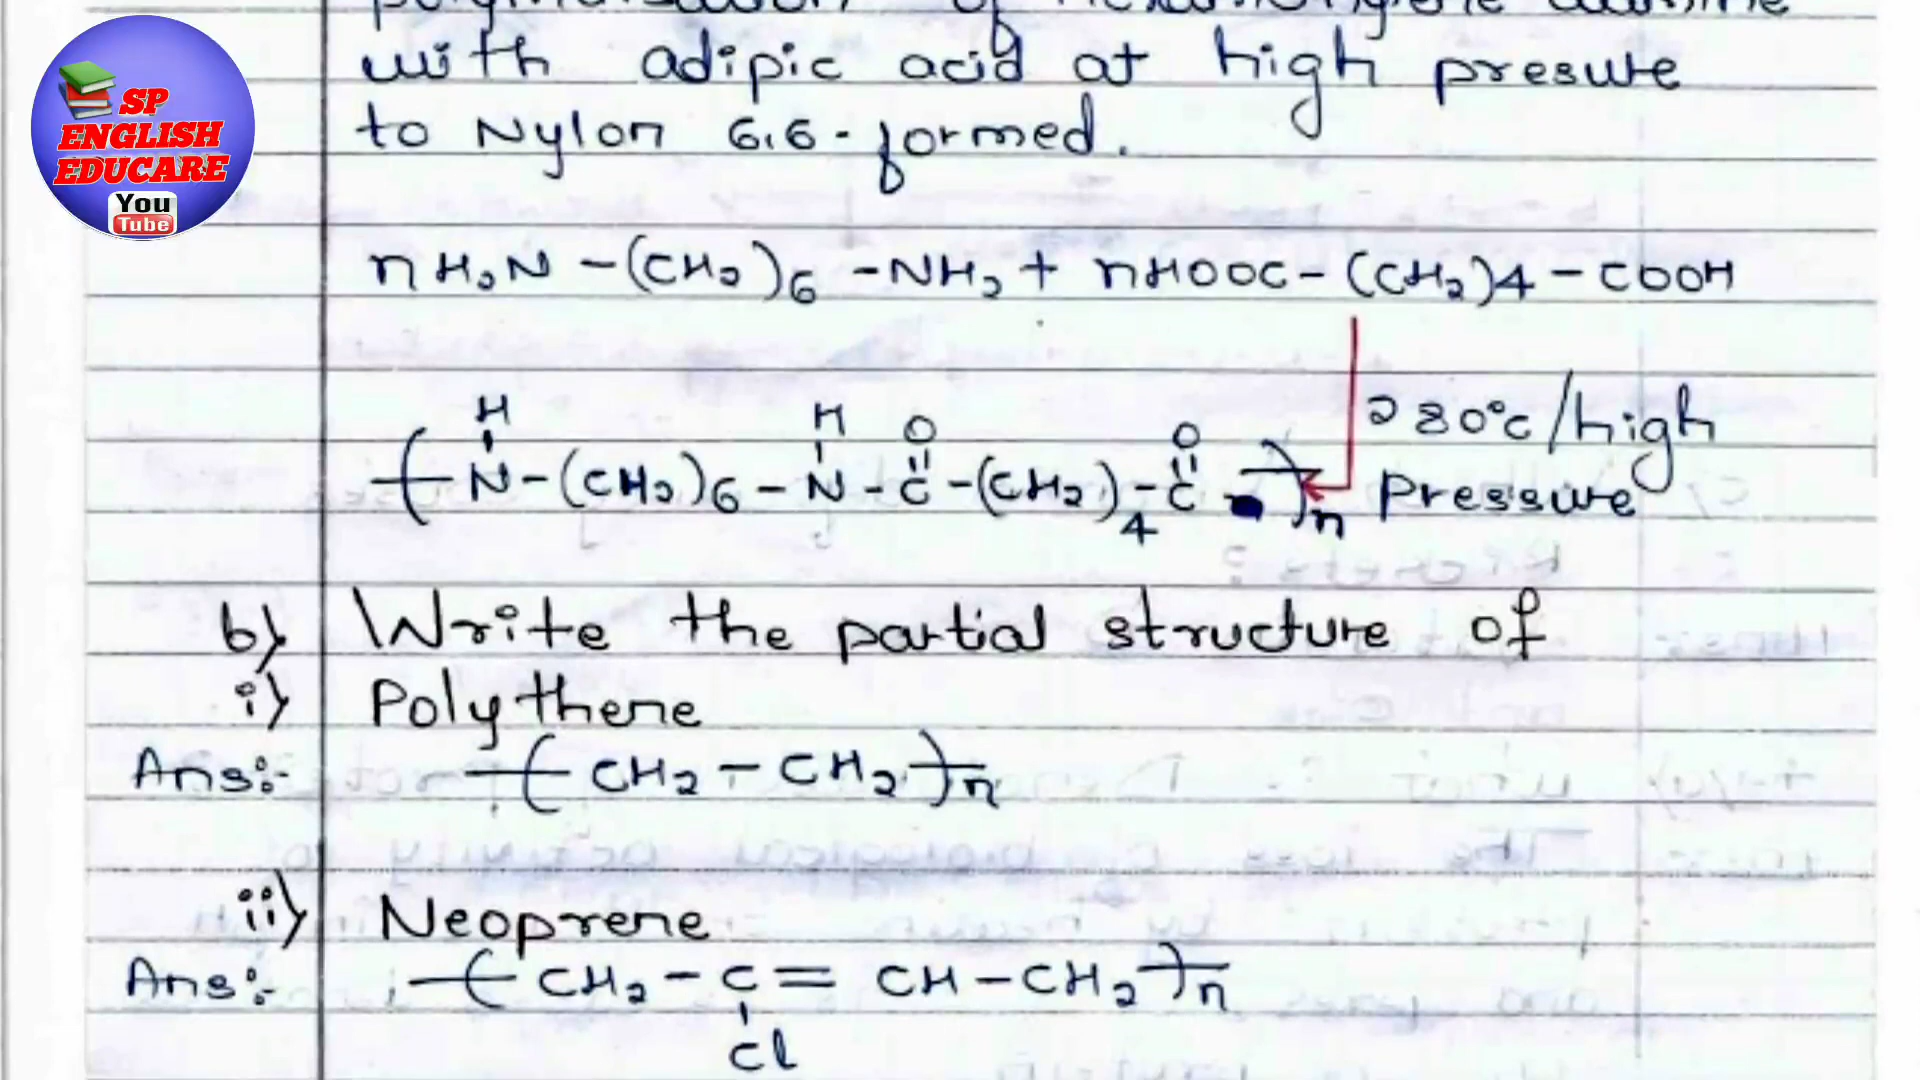 SP
ENGLISH
EDUCARE
You
Tube
with adipic acid at high presure
to Nylon 6,6-formed.
nH₂N-(CH₂)6-NH₂ + nHOOC-(CH₂)4-COOH
280°c/high
pressure
H H O O
-(N-(CH₂)6-N-C-(CH₂)4-C-)n
b) Write the partial structure of
i) Polythene
Ans:- -(CH2-CH2)-n
ii) Neoprene
Ans:- -(CH2-C=CH-CH2)-n
Cl